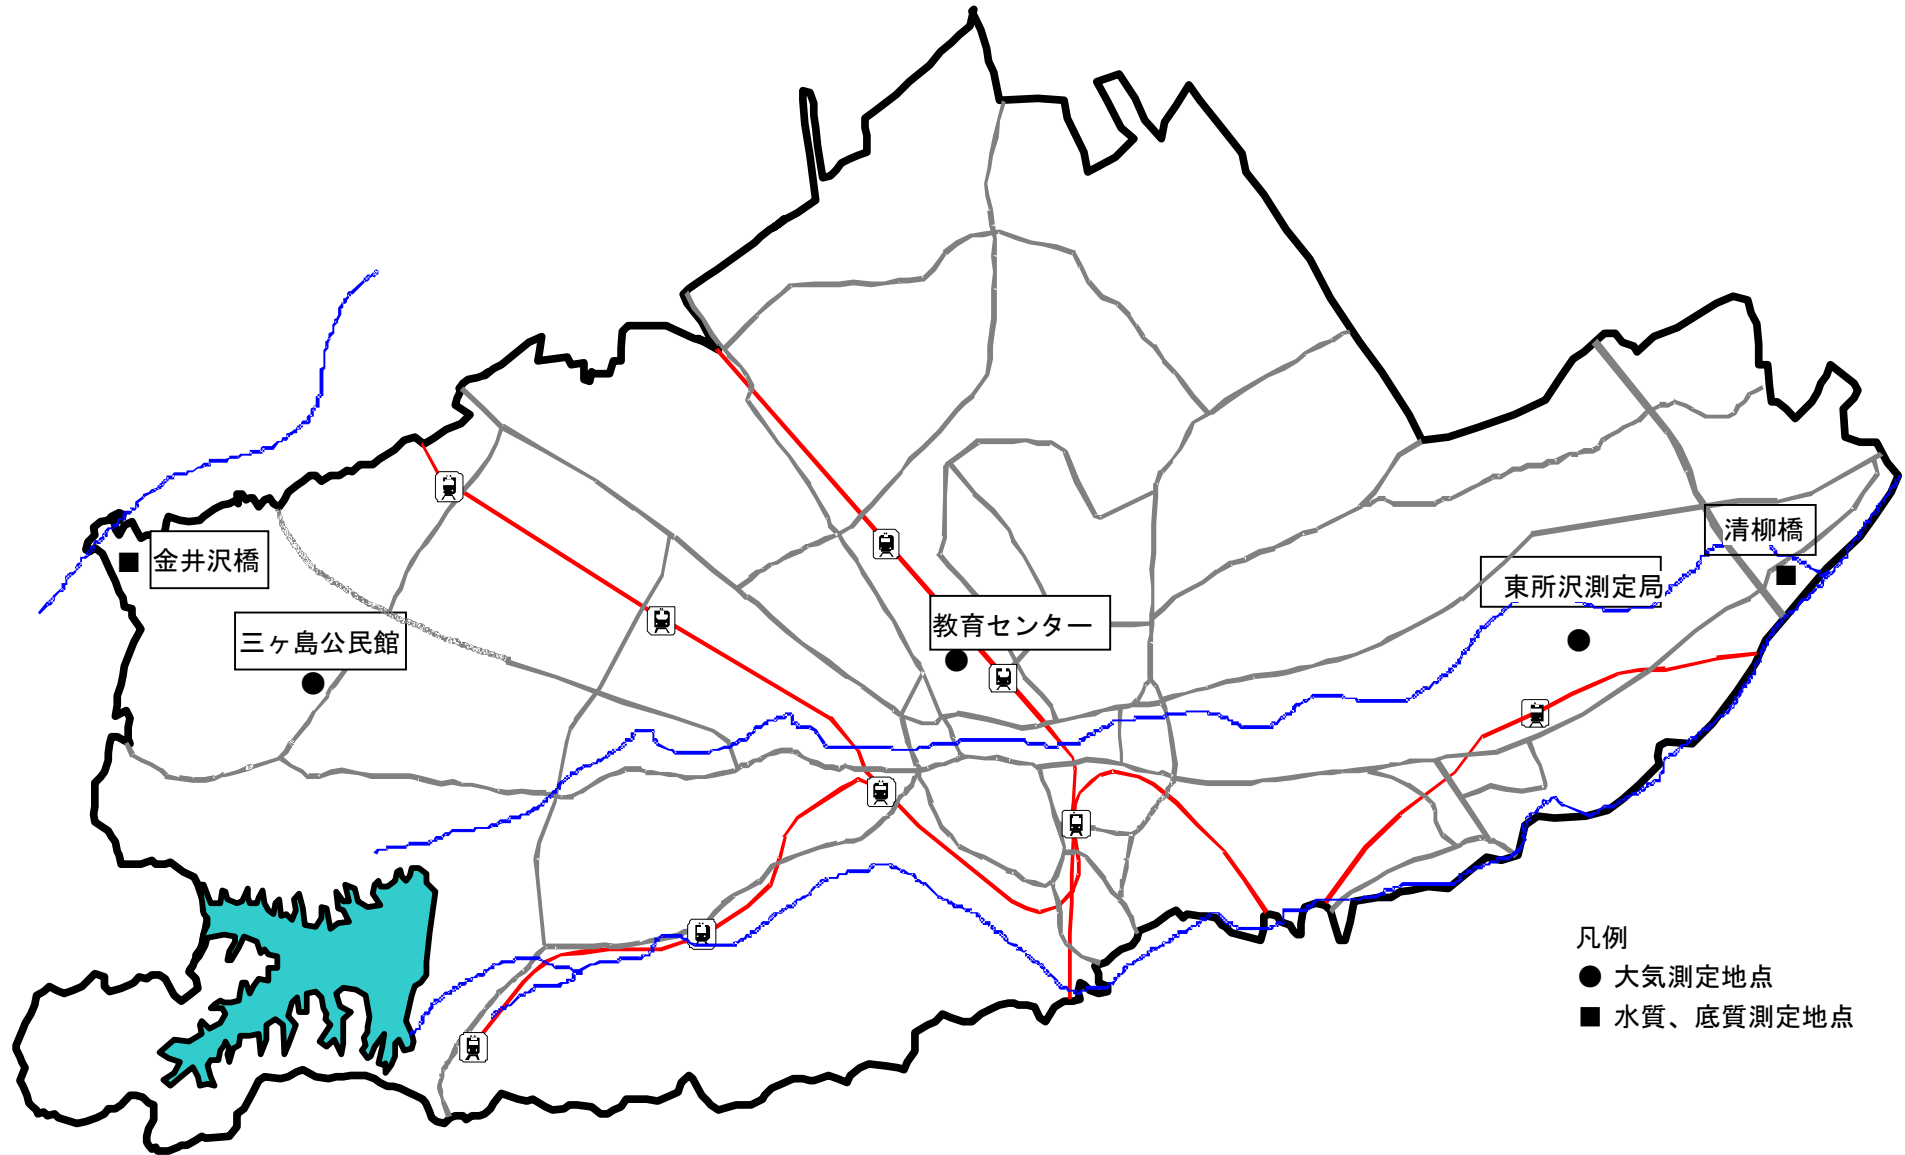 清柳橋
金井沢橋
東所沢測定局
教育センター
三ヶ島公民館
凡例
● 大気測定地点
■ 水質、底質測定地点